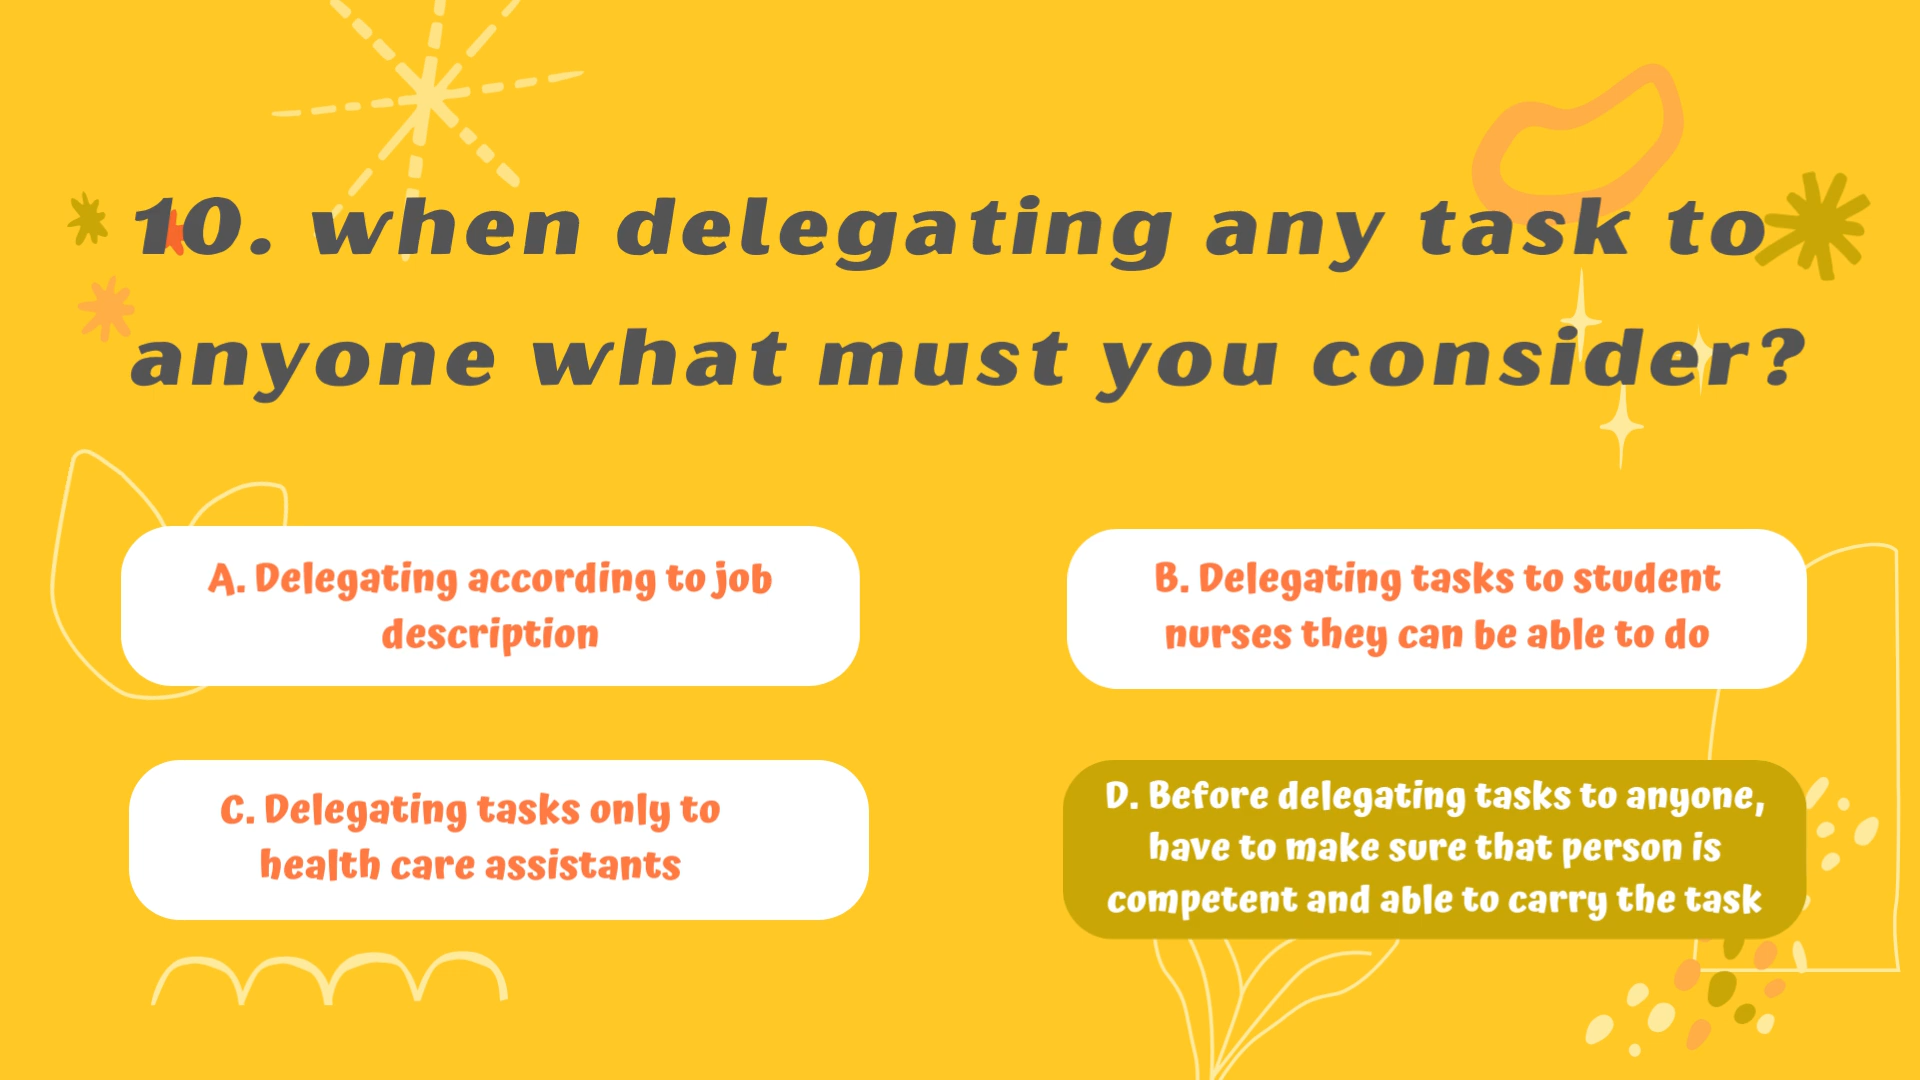 10. when delegating any task to
anyone what must you consider?
A. Delegating according to job
description
B. Delegating tasks to student
nurses they can be able to do
C. Delegating tasks only to
health care assistants
D. Before delegating tasks to anyone,
have to make sure that person is
competent and able to carry the task